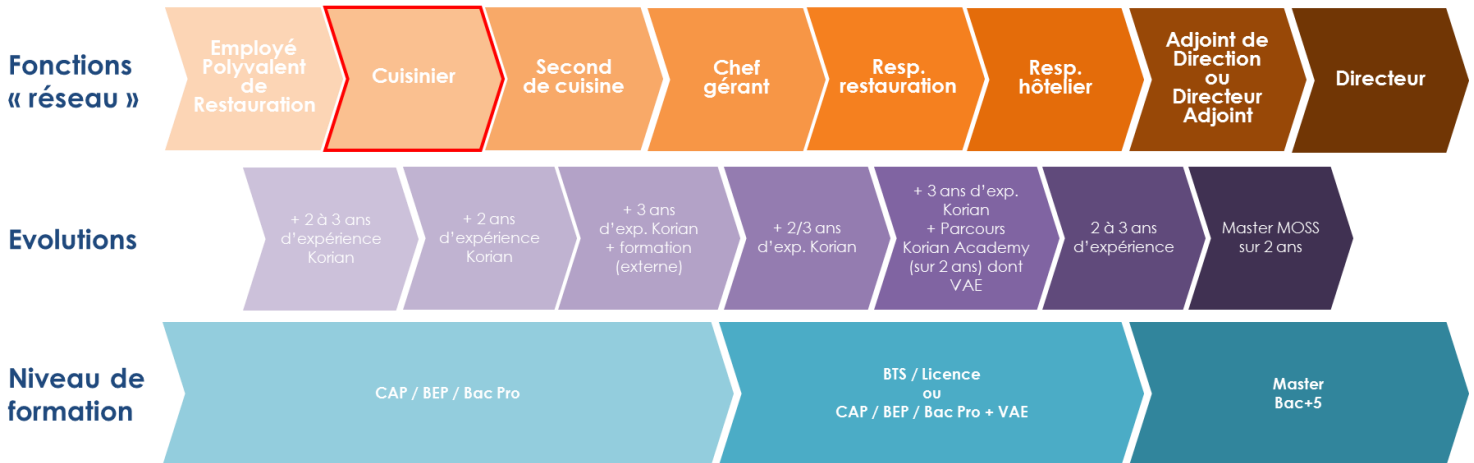 Fonctions
« réseau »
Employé
Polyvalent
de
Restauration
Cuisinier
Second
de cuisine
Chef
gérant
Resp.
restauration
Resp.
hôtelier
Adjoint de
Direction
ou
Directeur
Adjoint
Directeur
Evolutions
+ 2 à 3 ans
d’expérience
Korian
+ 2 ans
d’expérience
Korian
+ 3 ans
d’exp. Korian
+ formation
(externe)
+ 2/3 ans
d’exp. Korian
+ 3 ans d’exp.
Korian
+ Parcours
Korian Academy
(sur 2 ans) dont
VAE
2 à 3 ans
d’expérience
Master MOSS
sur 2 ans
Niveau de
formation
CAP / BEP / Bac Pro
BTS / Licence
ou
CAP / BEP / Bac Pro + VAE
Master
Bac+5